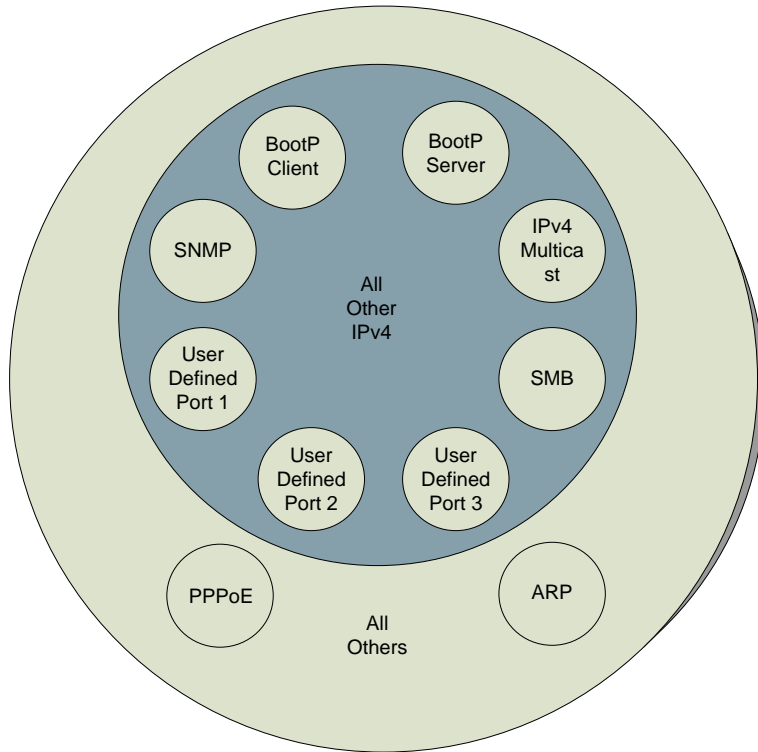 BootP
Client
BootP
Server
SNMP
IPv4
Multica
st
All
Other
IPv4
User
Defined
Port 1
SMB
User
Defined
Port 2
User
Defined
Port 3
PPPoE
ARP
All
Others